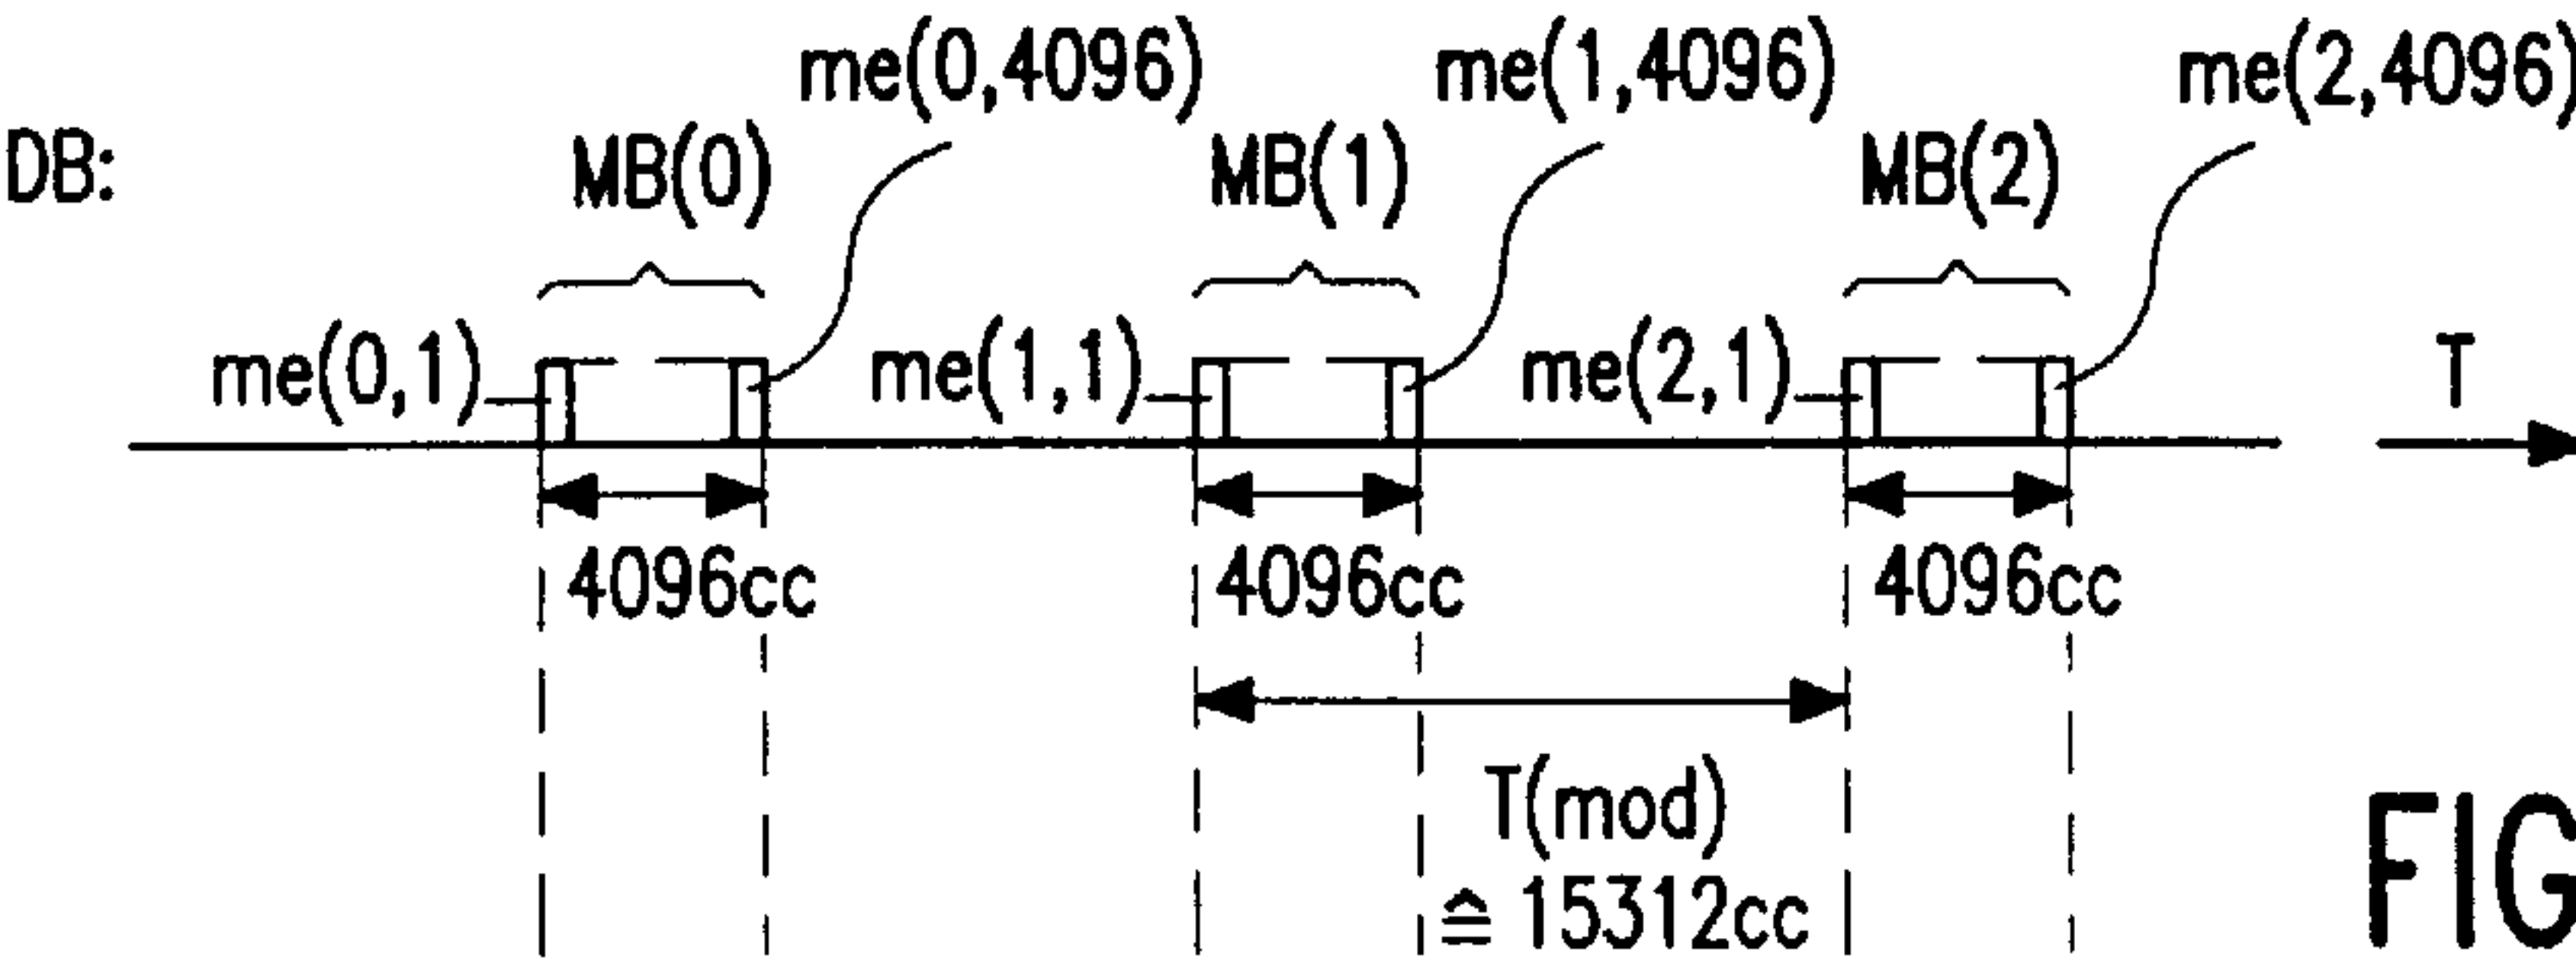 me(0,4096) me(1,4096) me(2,4096)
DB: MB(0) MB(1) MB(2)
me(0,1) me(1,1) me(2,1) T
4096cc 4096cc 4096cc
T(mod)
≙ 15312cc
FIG